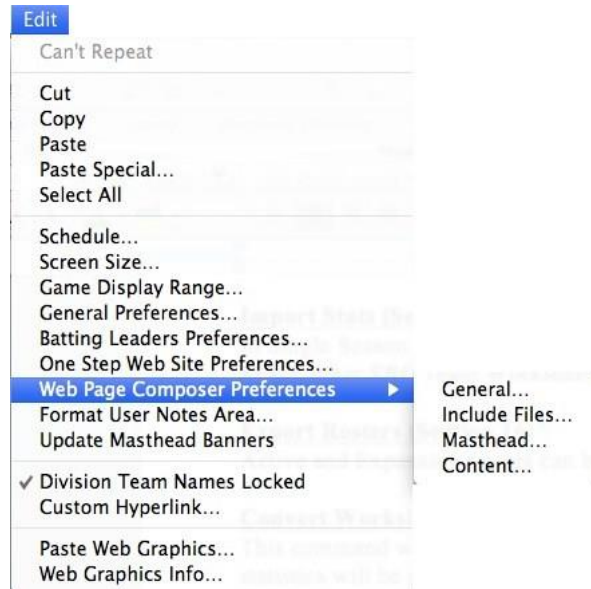 Edit
Can't Repeat
Cut
Copy
Paste
Paste Special...
Select All
Schedule...
Screen Size...
Game Display Range...
General Preferences...
Batting Leaders Preferences...
One Step Web Site Preferences...
Web Page Composer Preferences
General...
Include Files...
Masthead...
Content...
Format User Notes Area...
Update Masthead Banners
✓ Division Team Names Locked
Custom Hyperlink...
Paste Web Graphics...
Web Graphics Info...